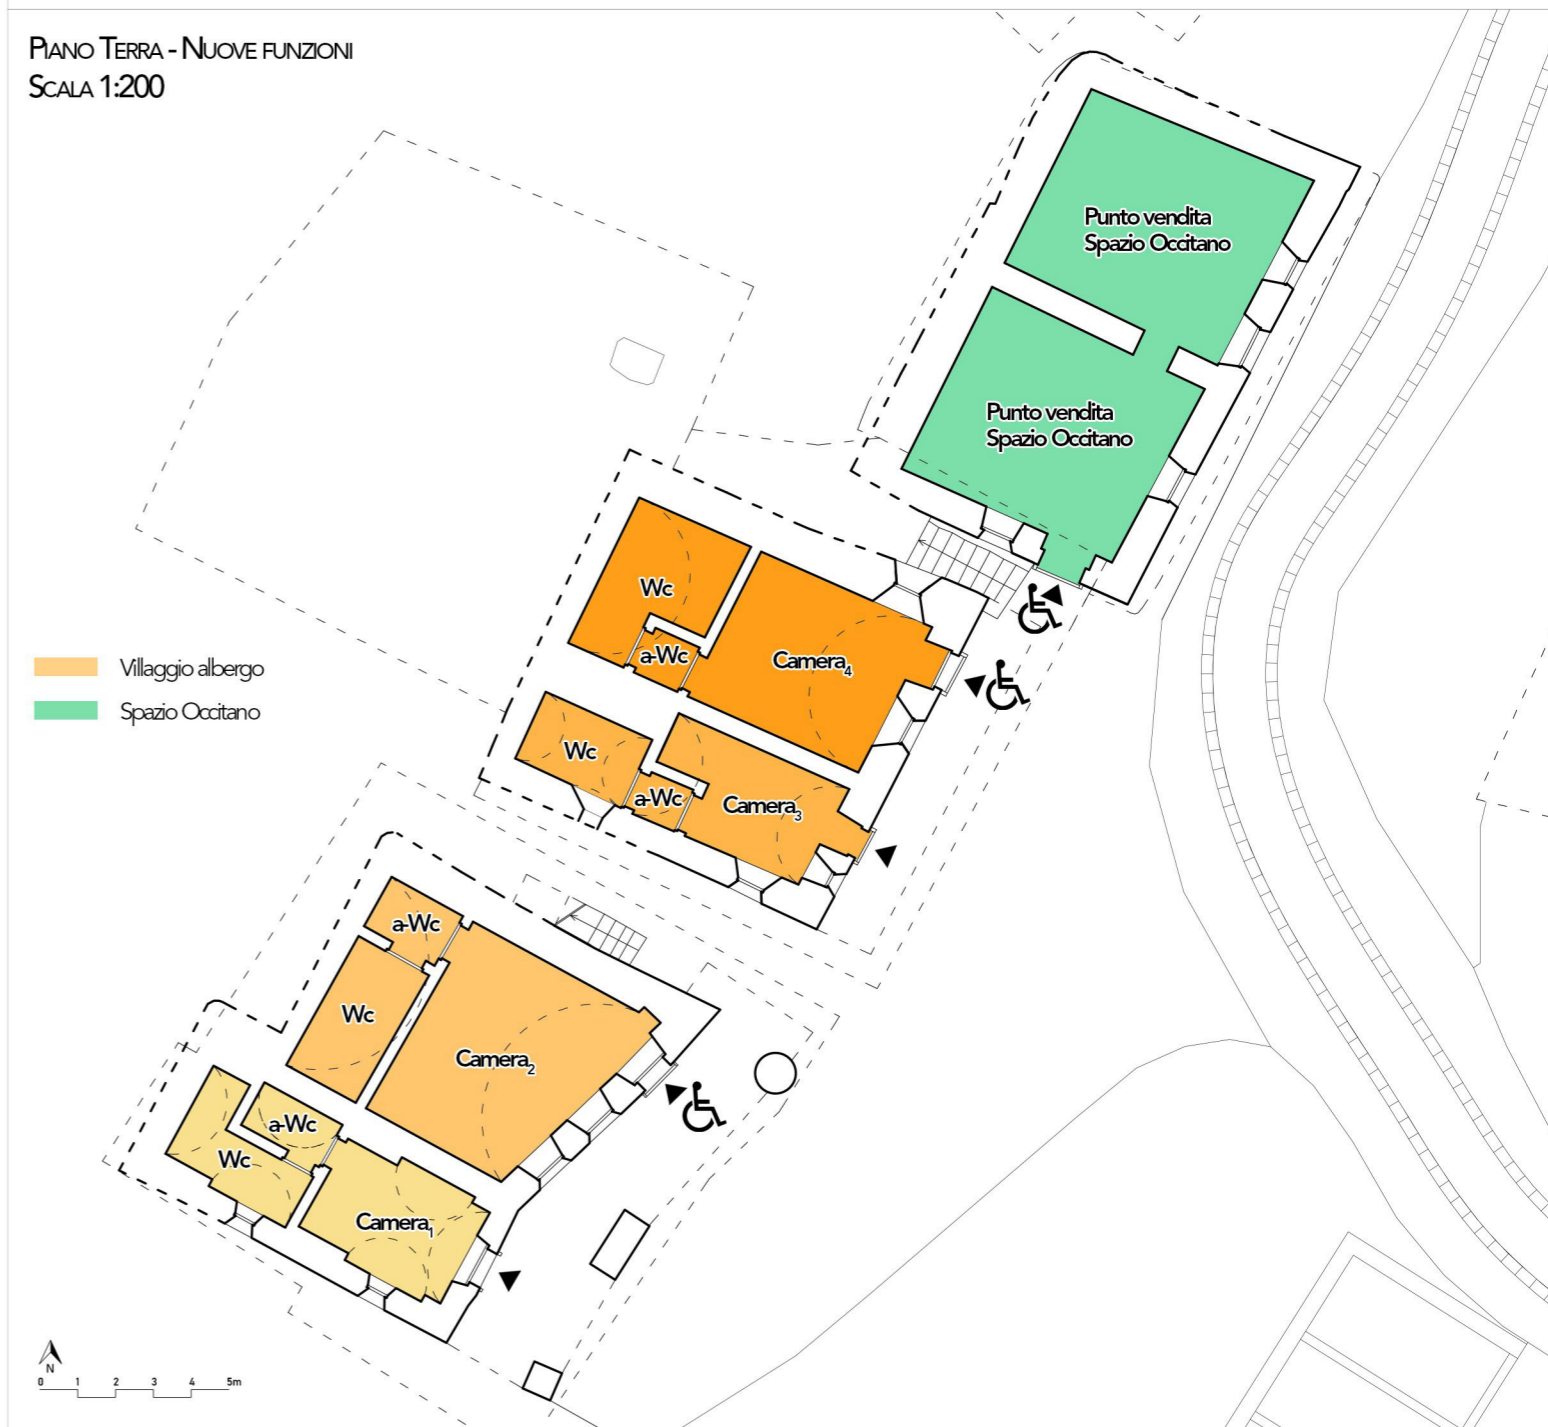 Piano Terra - Nuove funzioni
Scala 1:200
Punto vendita
Spazio Occitano
Punto vendita
Spazio Occitano
Wc
a-Wc
Camera4
Villaggio albergo
Spazio Occitano
Wc
a-Wc
Camera3
a-Wc
Wc
Camera2
a-Wc
Wc
Camera1
N
0 1 2 3 4 5m